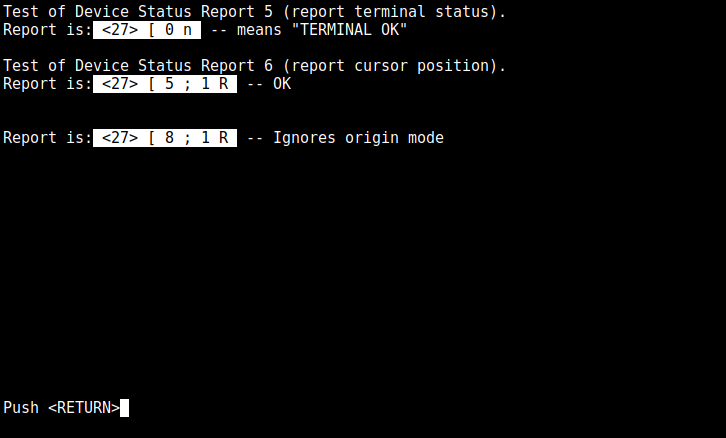 Test of Device Status Report 5 (report terminal status).
Report is: <27> [ 0 n  -- means "TERMINAL OK"
Test of Device Status Report 6 (report cursor position).
Report is: <27> [ 5 ; 1 R  -- OK
Report is: <27> [ 8 ; 1 R  -- Ignores origin mode
Push <RETURN>